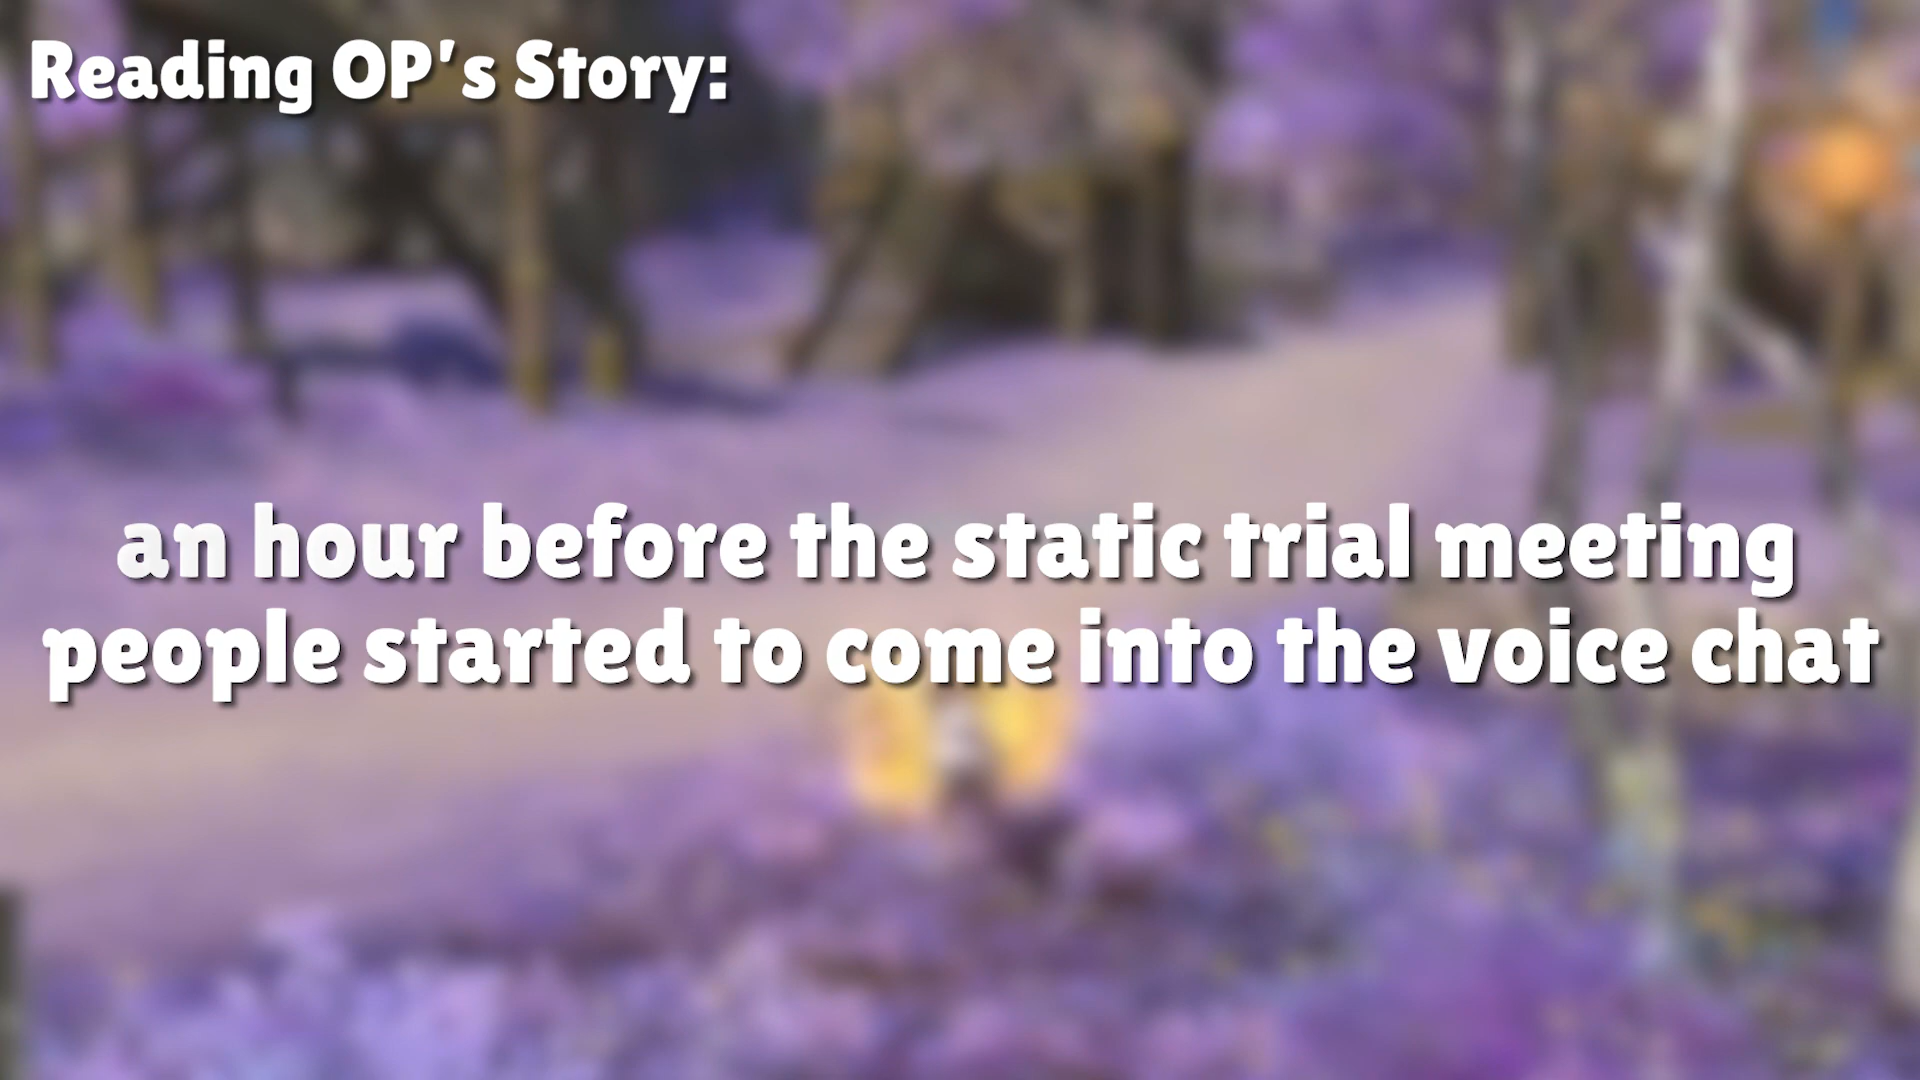 Reading OP's Story:
an hour before the static trial meeting
people started to come into the voice chat